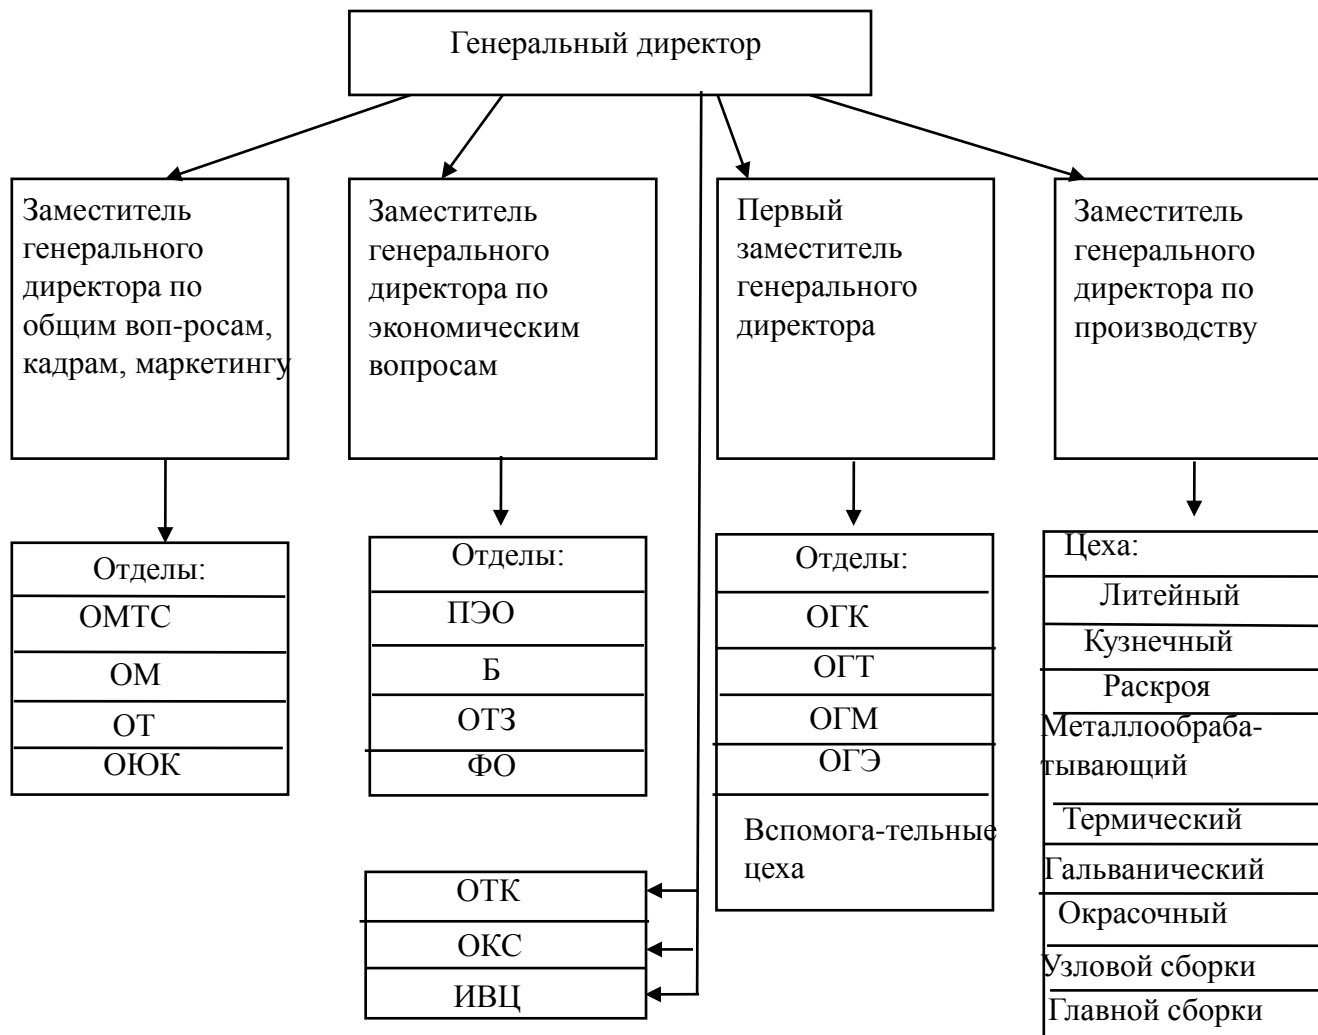 Генеральный директор
Заместитель
генерального
директора по
общим воп-росам,
кадрам, маркетингу
Заместитель
генерального
директора по
экономическим
вопросам
Первый
заместитель
генерального
директора
Заместитель
генерального
директора по
производству
Отделы:
ОМТС
ОМ
ОТ
ОЮК
Отделы:
ПЭО
Б
ОТЗ
ФО
ОТК
ОКС
ИВЦ
Отделы:
ОГК
ОГТ
ОГМ
ОГЭ
Вспомога-тельные
цеха
Цеха:
Литейный
Кузнечный
Раскроя
Металлообраба-
тывающий
Термический
Гальванический
Окрасочный
Узловой сборки
Главной сборки